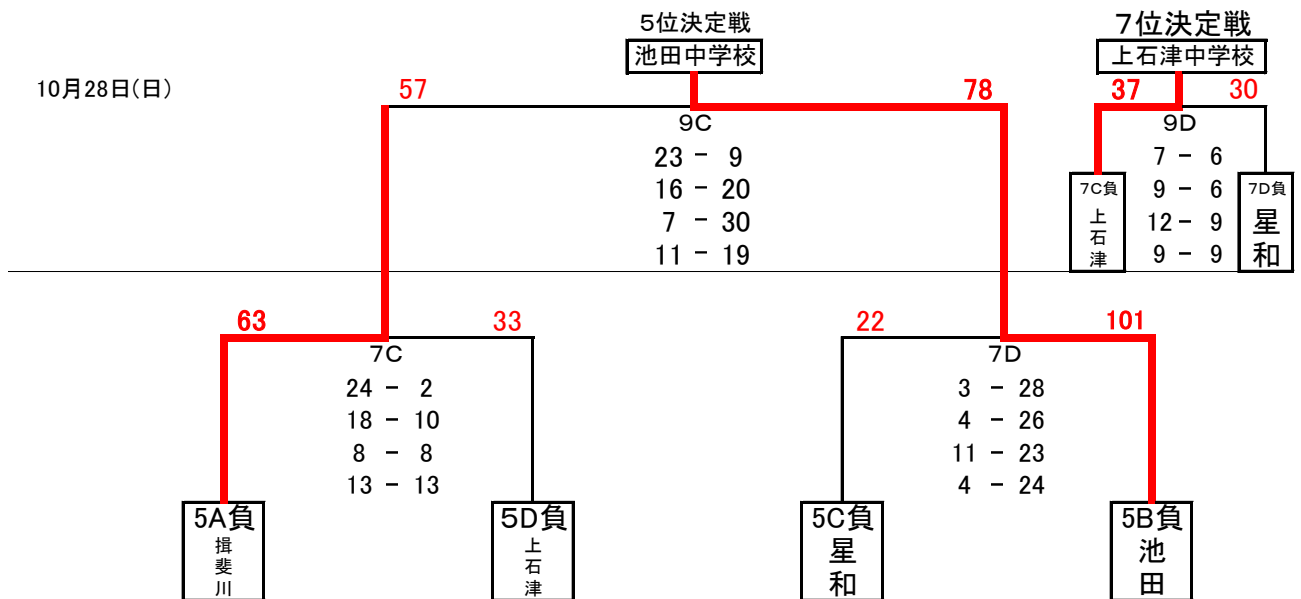 5位決定戦
池田中学校
7位決定戦
上石津中学校
10月28日(日)
57
78
37
30
9C
23 - 9
16 - 20
7 - 30
11 - 19
9D
7 - 6
9 - 6
12 - 9
9 - 9
7C負
上石津
7D負
星和
63
33
7C
24 - 2
18 - 10
8 - 8
13 - 13
22
101
7D
3 - 28
4 - 26
11 - 23
4 - 24
5A負
揖斐川
5D負
上石津
5C負
星和
5B負
池田